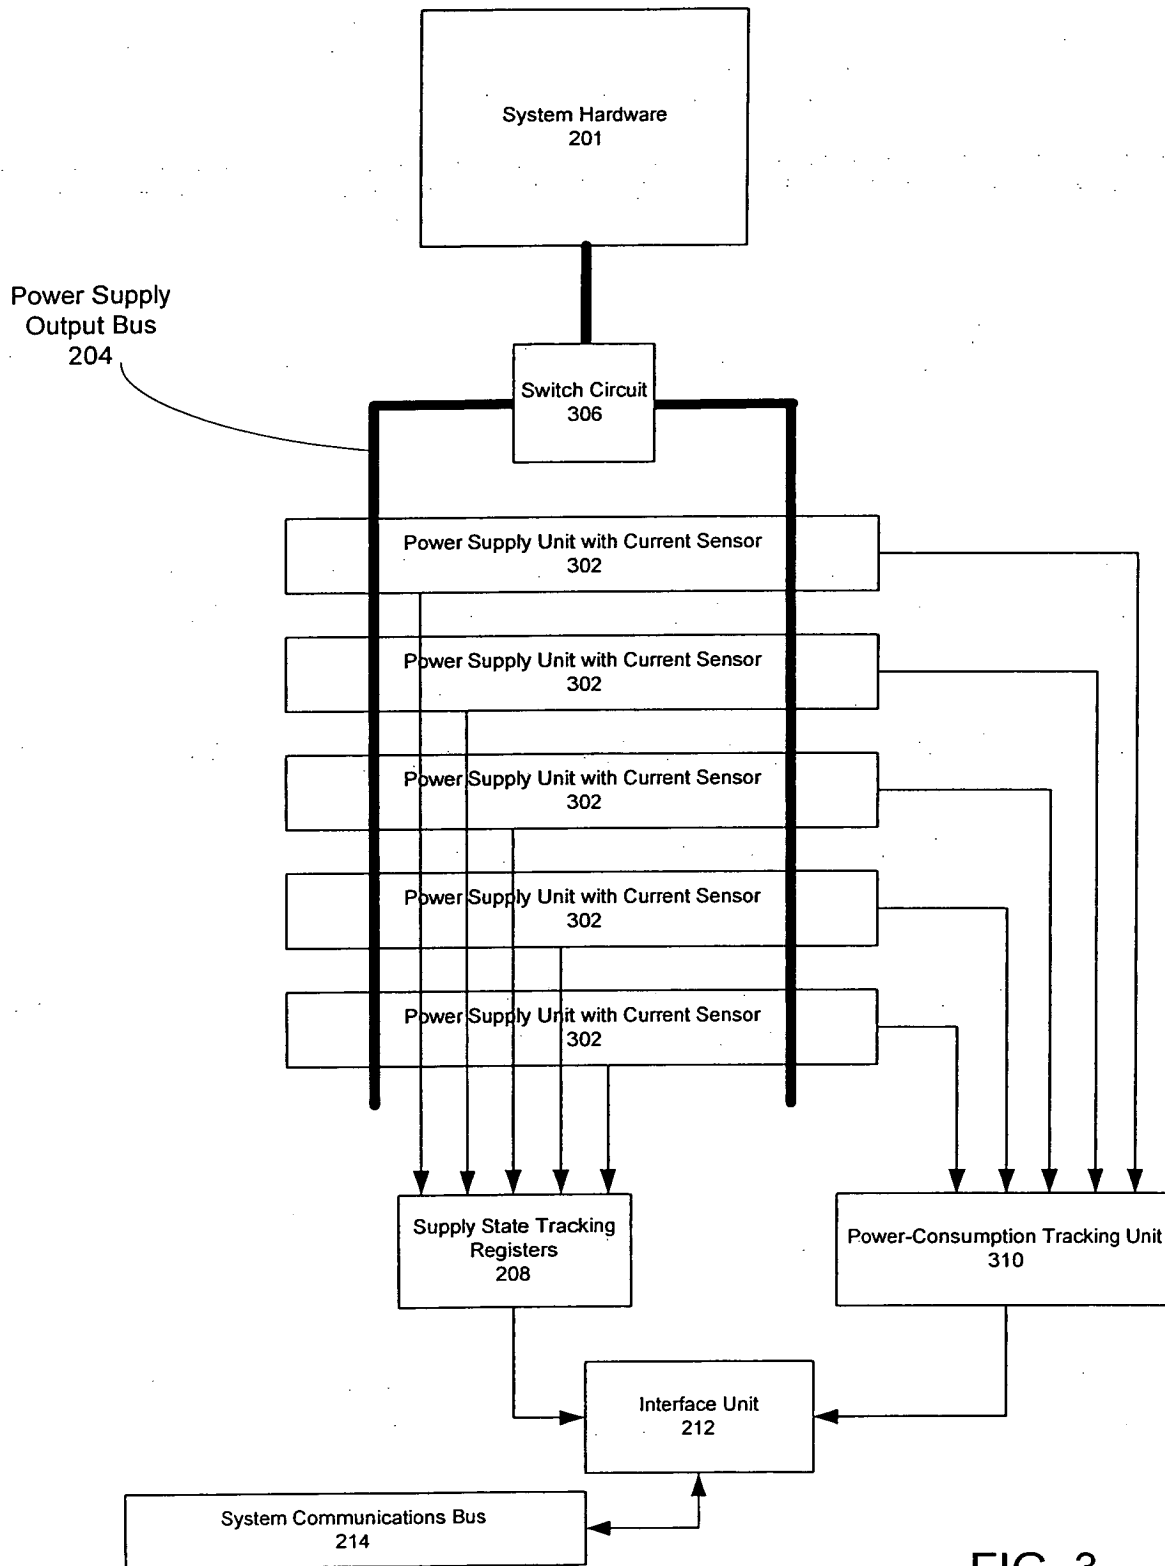 System Hardware
201
Power Supply
Output Bus
204
Switch Circuit
306
Power Supply Unit with Current Sensor
302
Power Supply Unit with Current Sensor
302
Power Supply Unit with Current Sensor
302
Power Supply Unit with Current Sensor
302
Power Supply Unit with Current Sensor
302
Supply State Tracking
Registers
208
Power-Consumption Tracking Unit
310
Interface Unit
212
System Communications Bus
214
FIG. 3